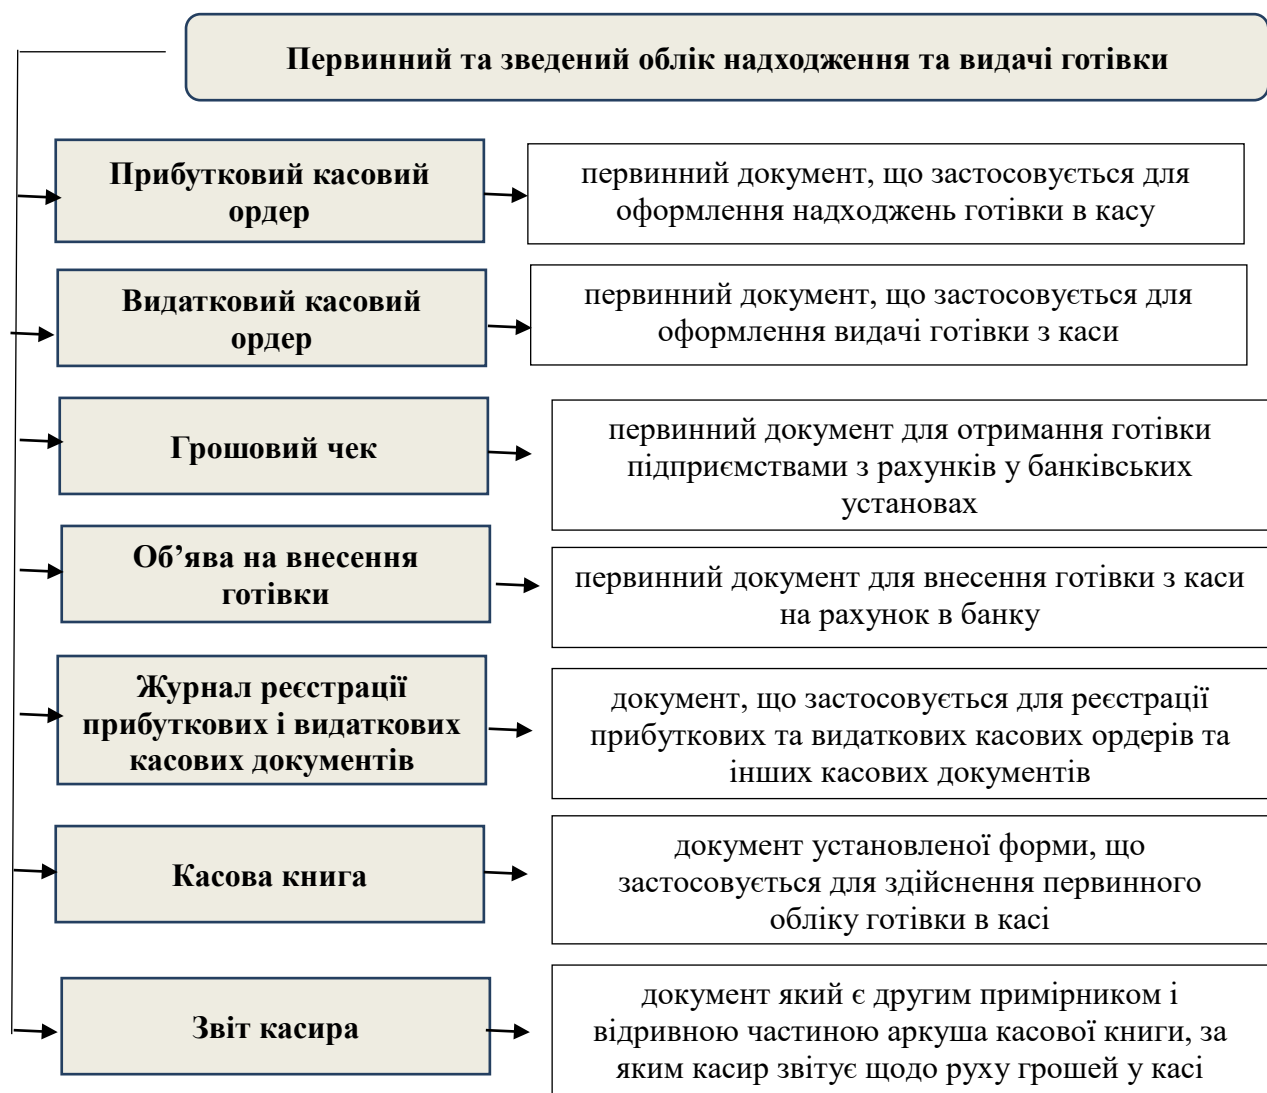 Первинний та зведений облік надходження та видачі готівки
Прибутковий касовий
ордер
первинний документ, що застосовується для
оформлення надходжень готівки в касу
Видатковий касовий
ордер
первинний документ, що застосовується для
оформлення видачі готівки з каси
Грошовий чек
первинний документ для отримання готівки
підприємствами з рахунків у банківських
установах
Об’ява на внесення
готівки
первинний документ для внесення готівки з каси
на рахунок в банку
Журнал реєстрації
прибуткових і видаткових
касових документів
документ, що застосовується для реєстрації
прибуткових та видаткових касових ордерів та
інших касових документів
Касова книга
документ установленої форми, що
застосовується для здійснення первинного
обліку готівки в касі
Звіт касира
документ який є другим примірником і
відривною частиною аркуша касової книги, за
яким касир звітує щодо руху грошей у касі